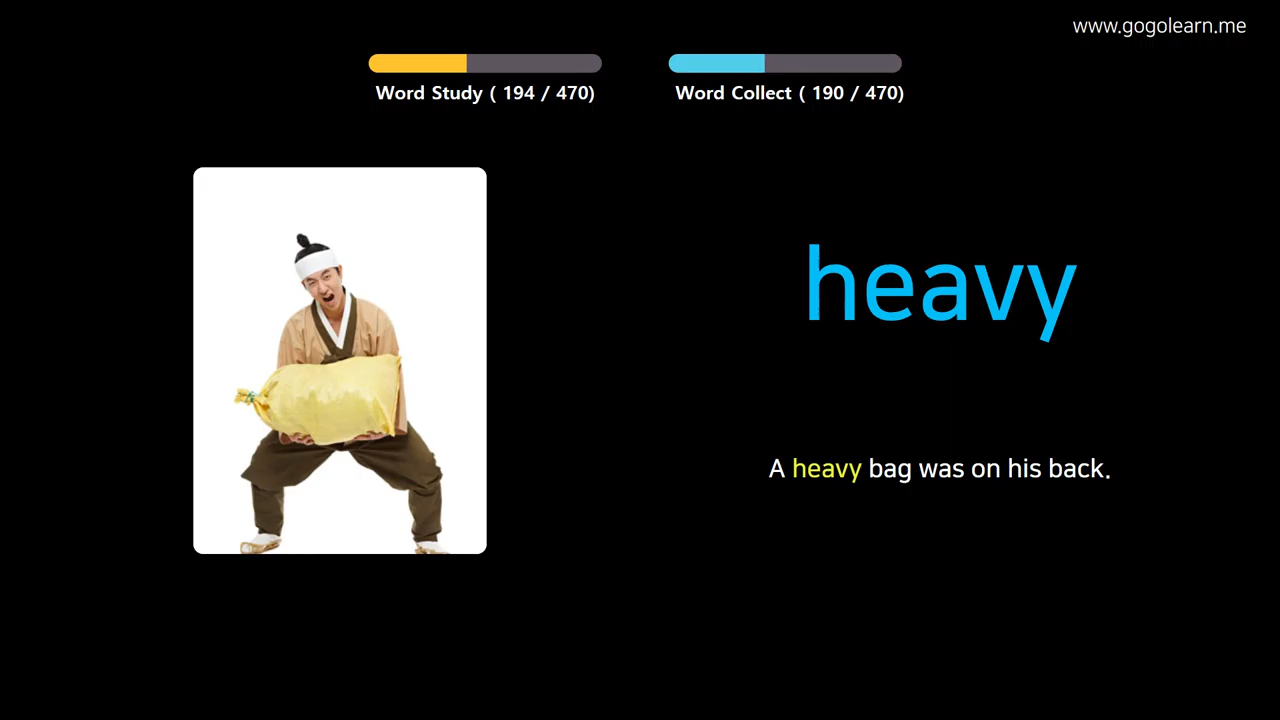 www.gogolearn.me
Word Study ( 194 / 470)
Word Collect ( 190 / 470)
heavy
A heavy bag was on his back.